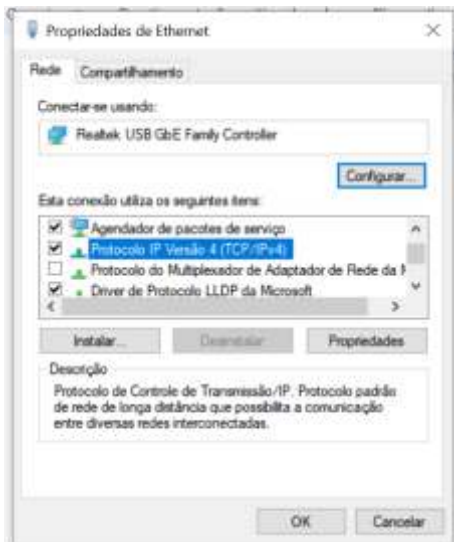 Propriedades de Ethernet
Rede
Compartilhamento
Conectar-se usando:
Realtek USB GbE Family Controller
Configurar...
Esta conexão utiliza os seguintes itens:
Agendador de pacotes de serviço
Protocolo IP Versão 4 (TCP/IPv4)
Protocolo do Multiplexador de Adaptador de Rede da
Driver de Protocolo LLDP da Microsoft
Instalar...
Desinstalar
Propriedades
Descrição
Protocolo de Controle de Transmissão/IP. Protocolo padrão
de rede de longa distância que possibilita a comunicação
entre diversas redes interconectadas.
OK
Cancelar